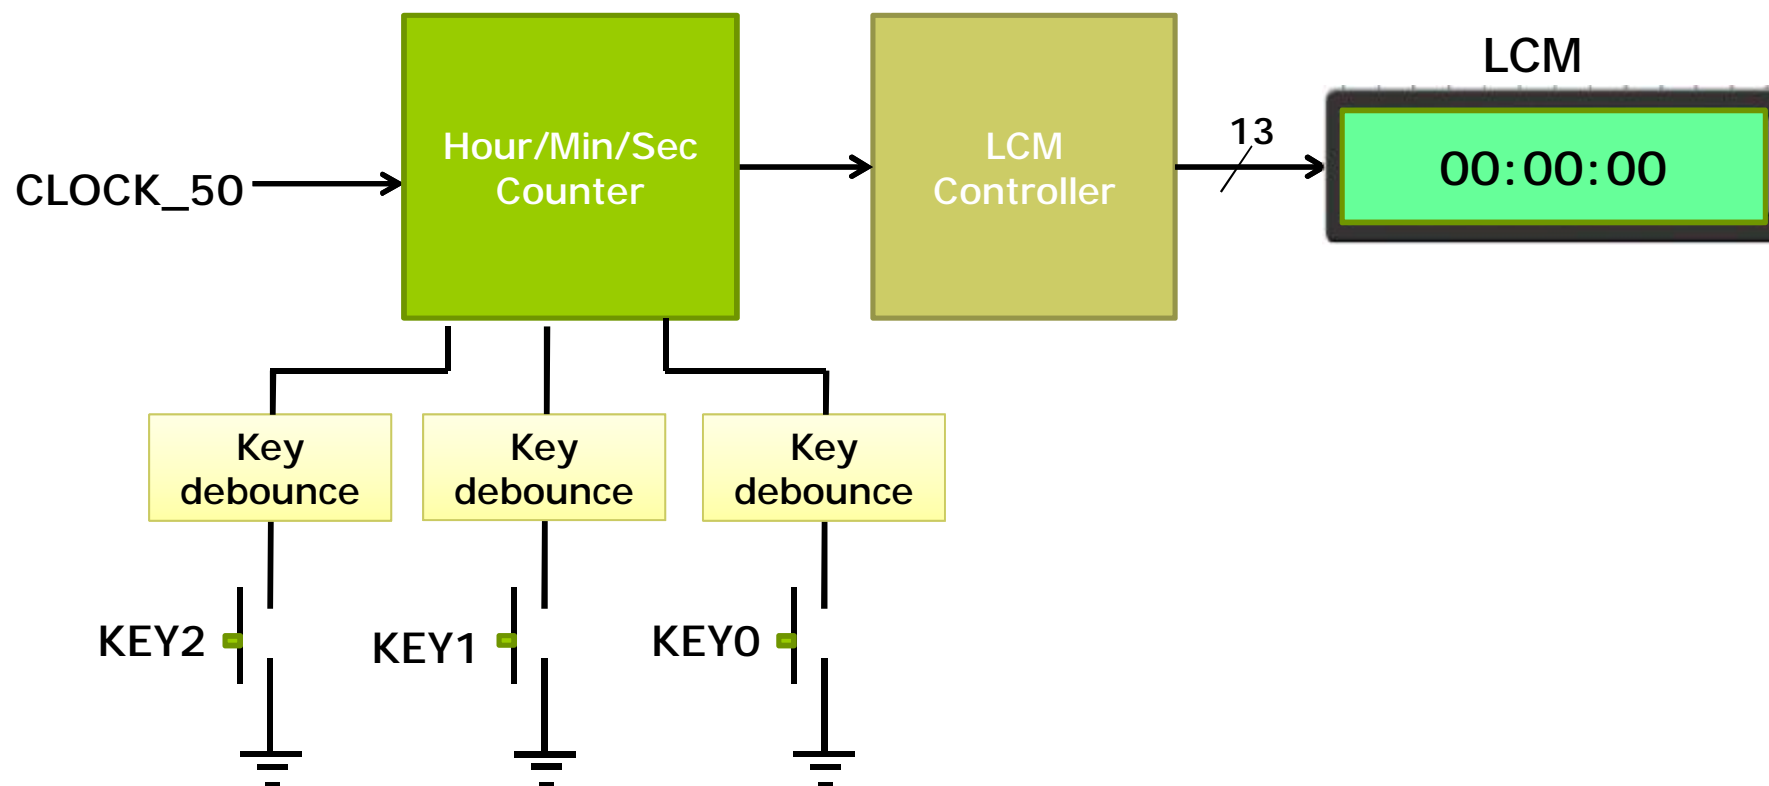 LCM
13
Hour/Min/Sec
Counter
LCM
Controller
00:00:00
CLOCK_50
Key
debounce
Key
debounce
Key
debounce
KEY2
KEY1
KEY0